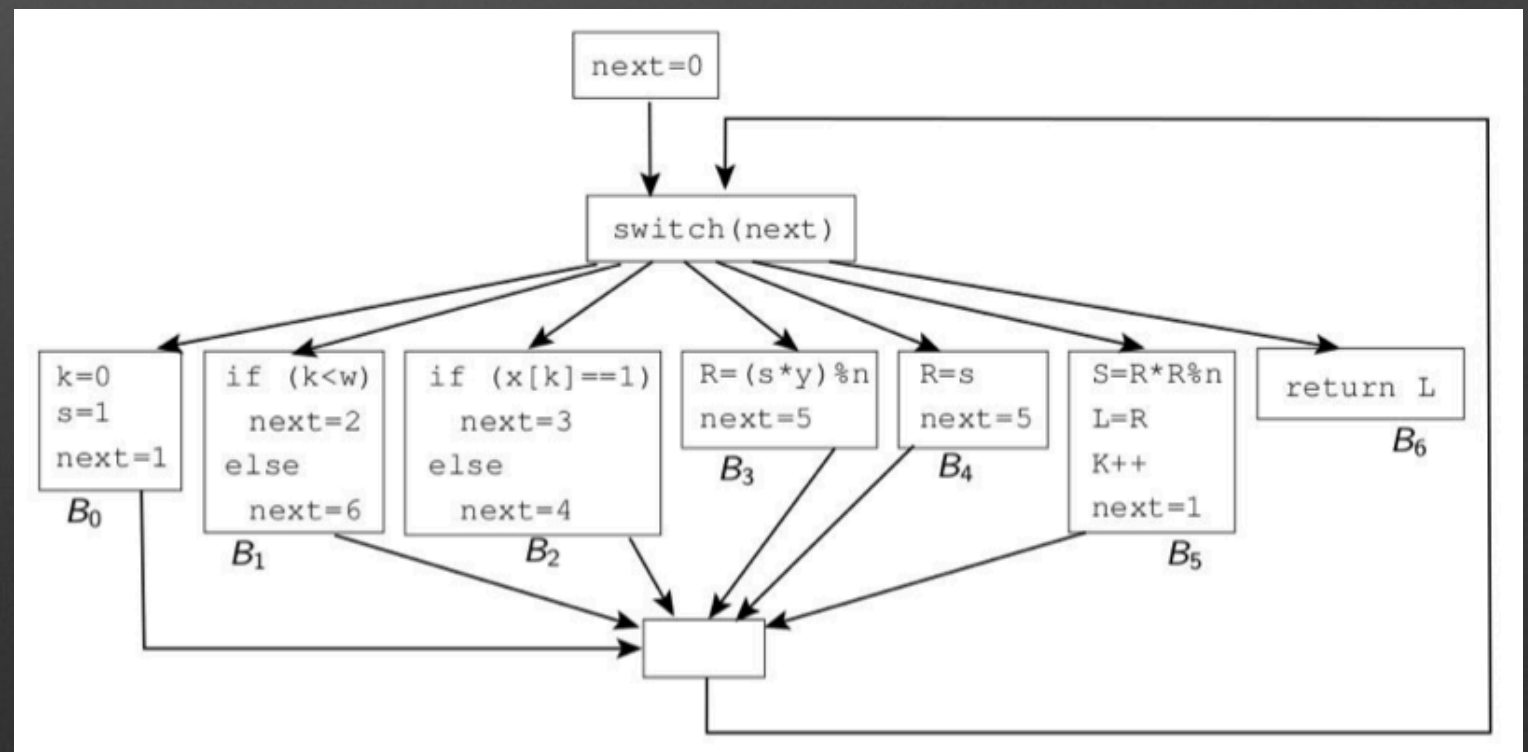 next=0
switch(next)
k=0
s=1
next=1
B0
if (k<w)
next=2
else
next=6
B1
if (x[k]==1)
next=3
else
next=4
B2
R=(s*y)%n
next=5
B3
R=s
next=5
B4
S=R*R%n
L=R
K++
next=1
B5
return L
B6